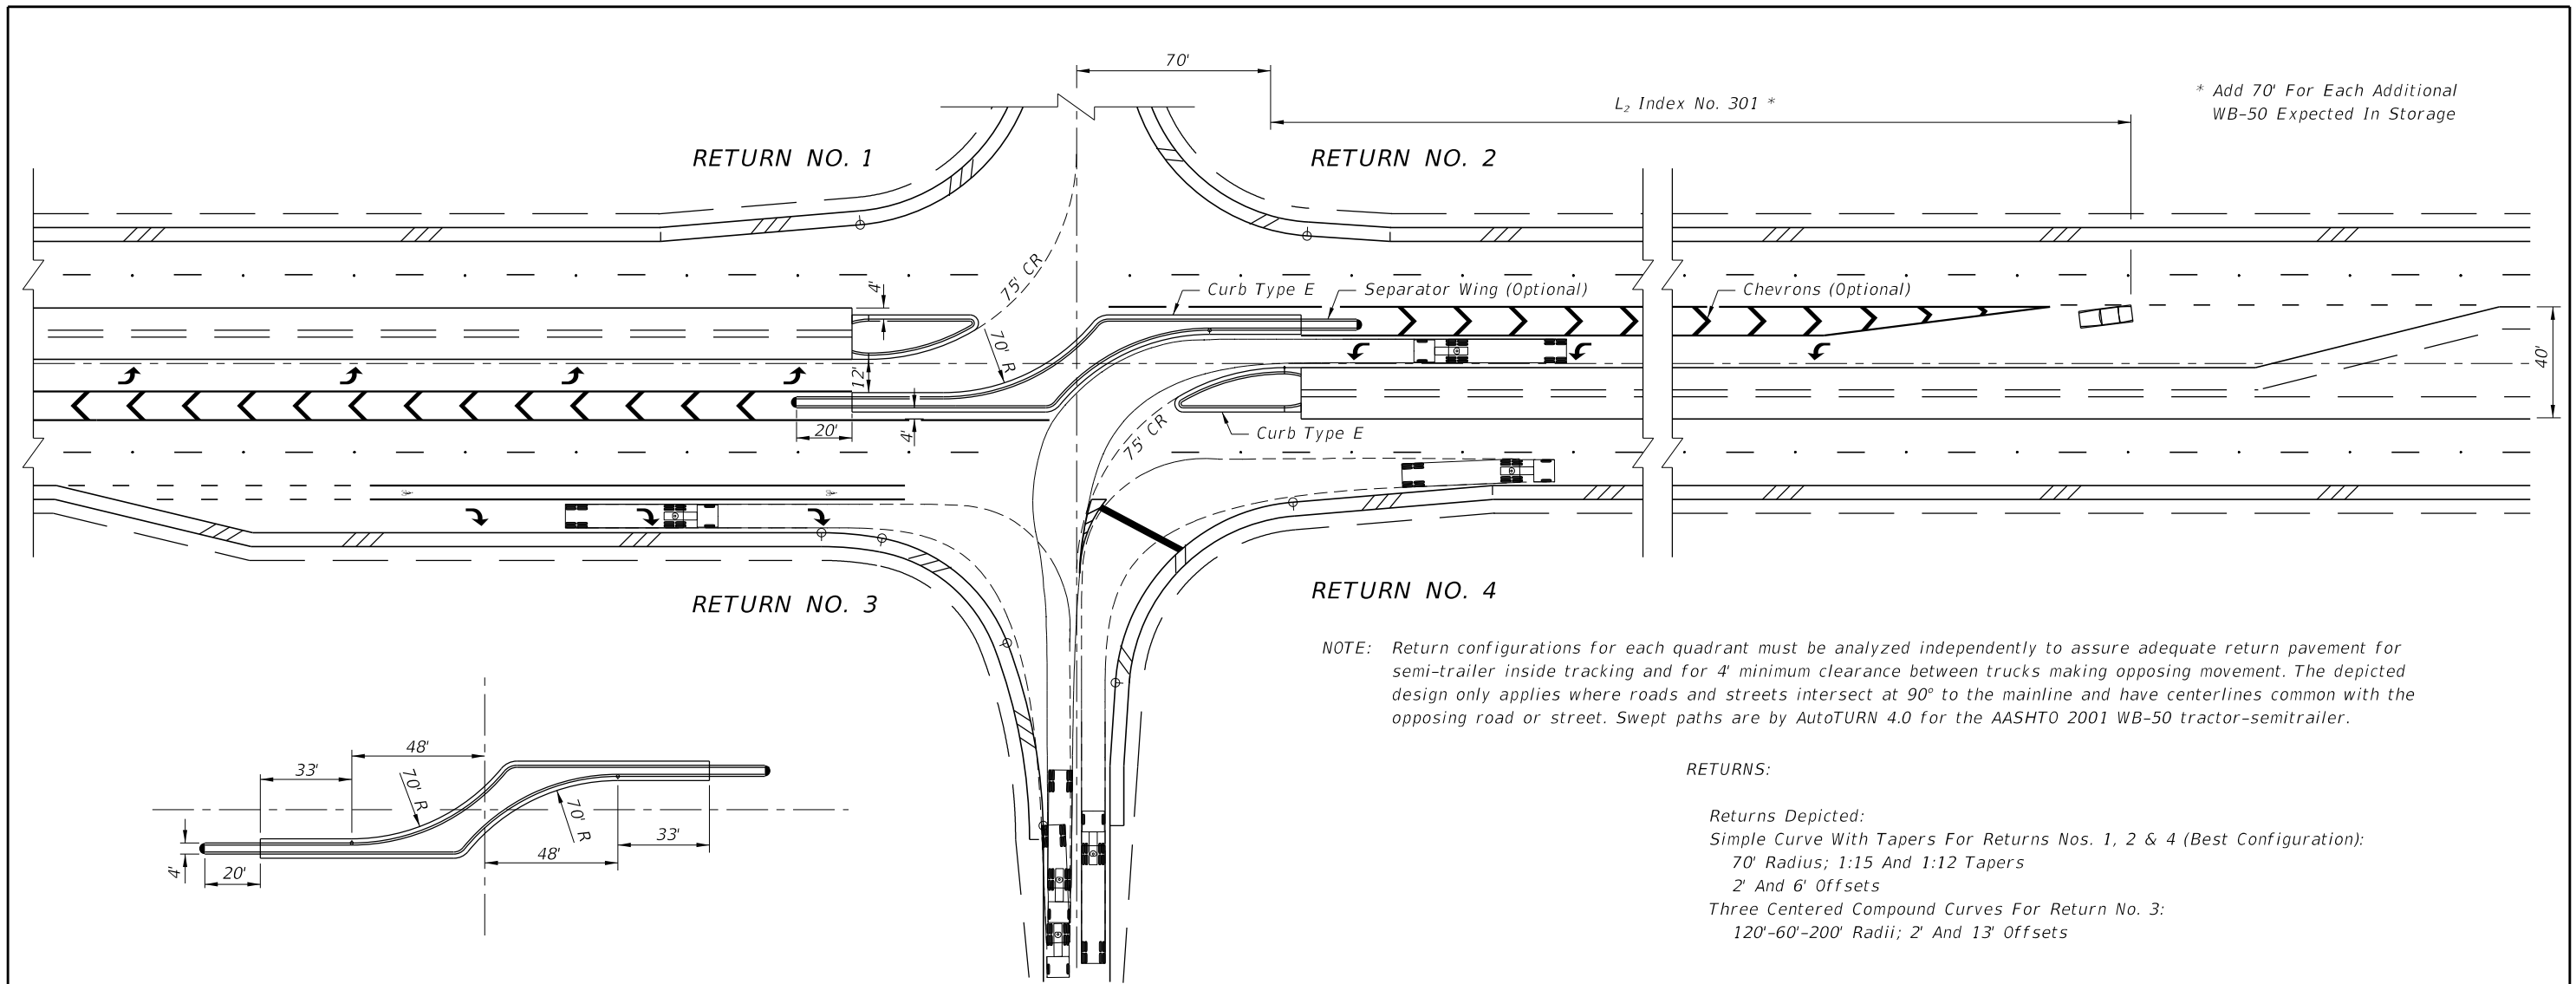 70'
L₂ Index No. 301 *
* Add 70' For Each Additional
WB-50 Expected In Storage
RETURN NO. 1
RETURN NO. 2
75' CR
4'
Curb Type E
Separator Wing (Optional)
Chevrons (Optional)
70' R
12'
40'
20'
4'
75' CR
Curb Type E
RETURN NO. 3
RETURN NO. 4
NOTE: Return configurations for each quadrant must be analyzed independently to assure adequate return pavement for
semi-trailer inside tracking and for 4' minimum clearance between trucks making opposing movement. The depicted
design only applies where roads and streets intersect at 90° to the mainline and have centerlines common with the
opposing road or street. Swept paths are by AutoTURN 4.0 for the AASHTO 2001 WB-50 tractor-semitrailer.
48'
33'
70' R
70' R
33'
48'
4'
20'
RETURNS:
Returns Depicted:
Simple Curve With Tapers For Returns Nos. 1, 2 & 4 (Best Configuration):
70' Radius; 1:15 And 1:12 Tapers
2' And 6' Offsets
Three Centered Compound Curves For Return No. 3:
120'-60'-200' Radii; 2' And 13' Offsets